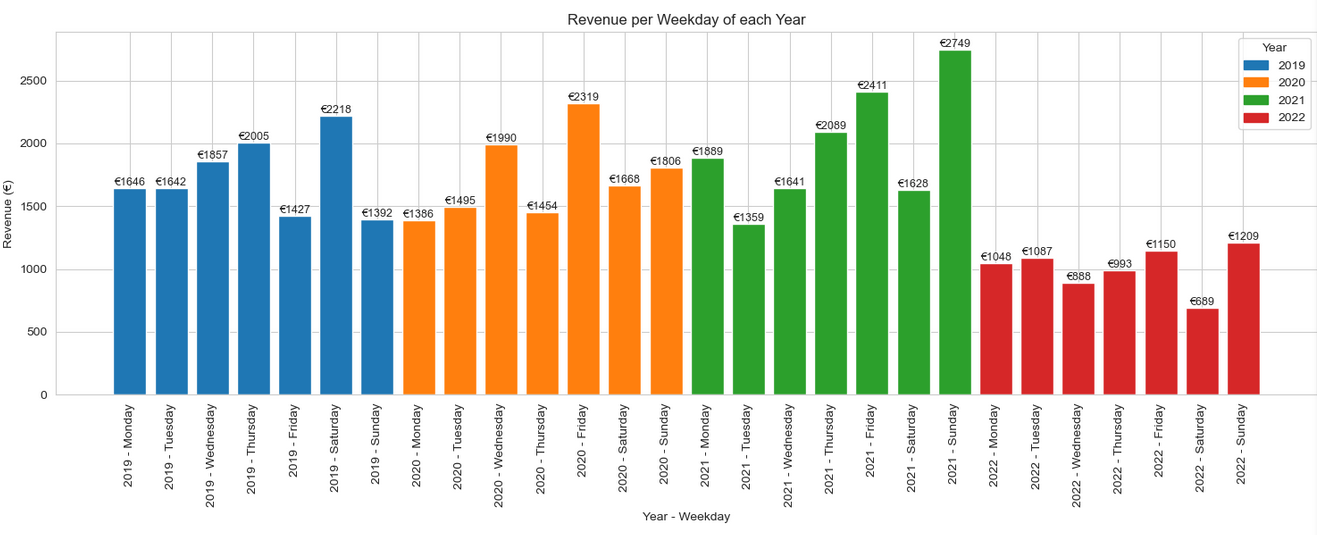 Revenue per Weekday of each Year
Revenue (€)
2500
2000
1500
1000
500
0
€1646
€1642
€1857
€2005
€1427
€2218
€1392
€1386
€1495
€1990
€1454
€2319
€1668
€1806
€1889
€1359
€1641
€2089
€2411
€1628
€2749
€1048
€1087
€888
€993
€1150
€689
€1209
Year
2019
2020
2021
2022
2019 - Monday
2019 - Tuesday
2019 - Wednesday
2019 - Thursday
2019 - Friday
2019 - Saturday
2019 - Sunday
2020 - Monday
2020 - Tuesday
2020 - Wednesday
2020 - Thursday
2020 - Friday
2020 - Saturday
2020 - Sunday
2021 - Monday
2021 - Tuesday
2021 - Wednesday
2021 - Thursday
2021 - Friday
2021 - Saturday
2021 - Sunday
2022 - Monday
2022 - Tuesday
2022 - Wednesday
2022 - Thursday
2022 - Friday
2022 - Saturday
2022 - Sunday
Year - Weekday